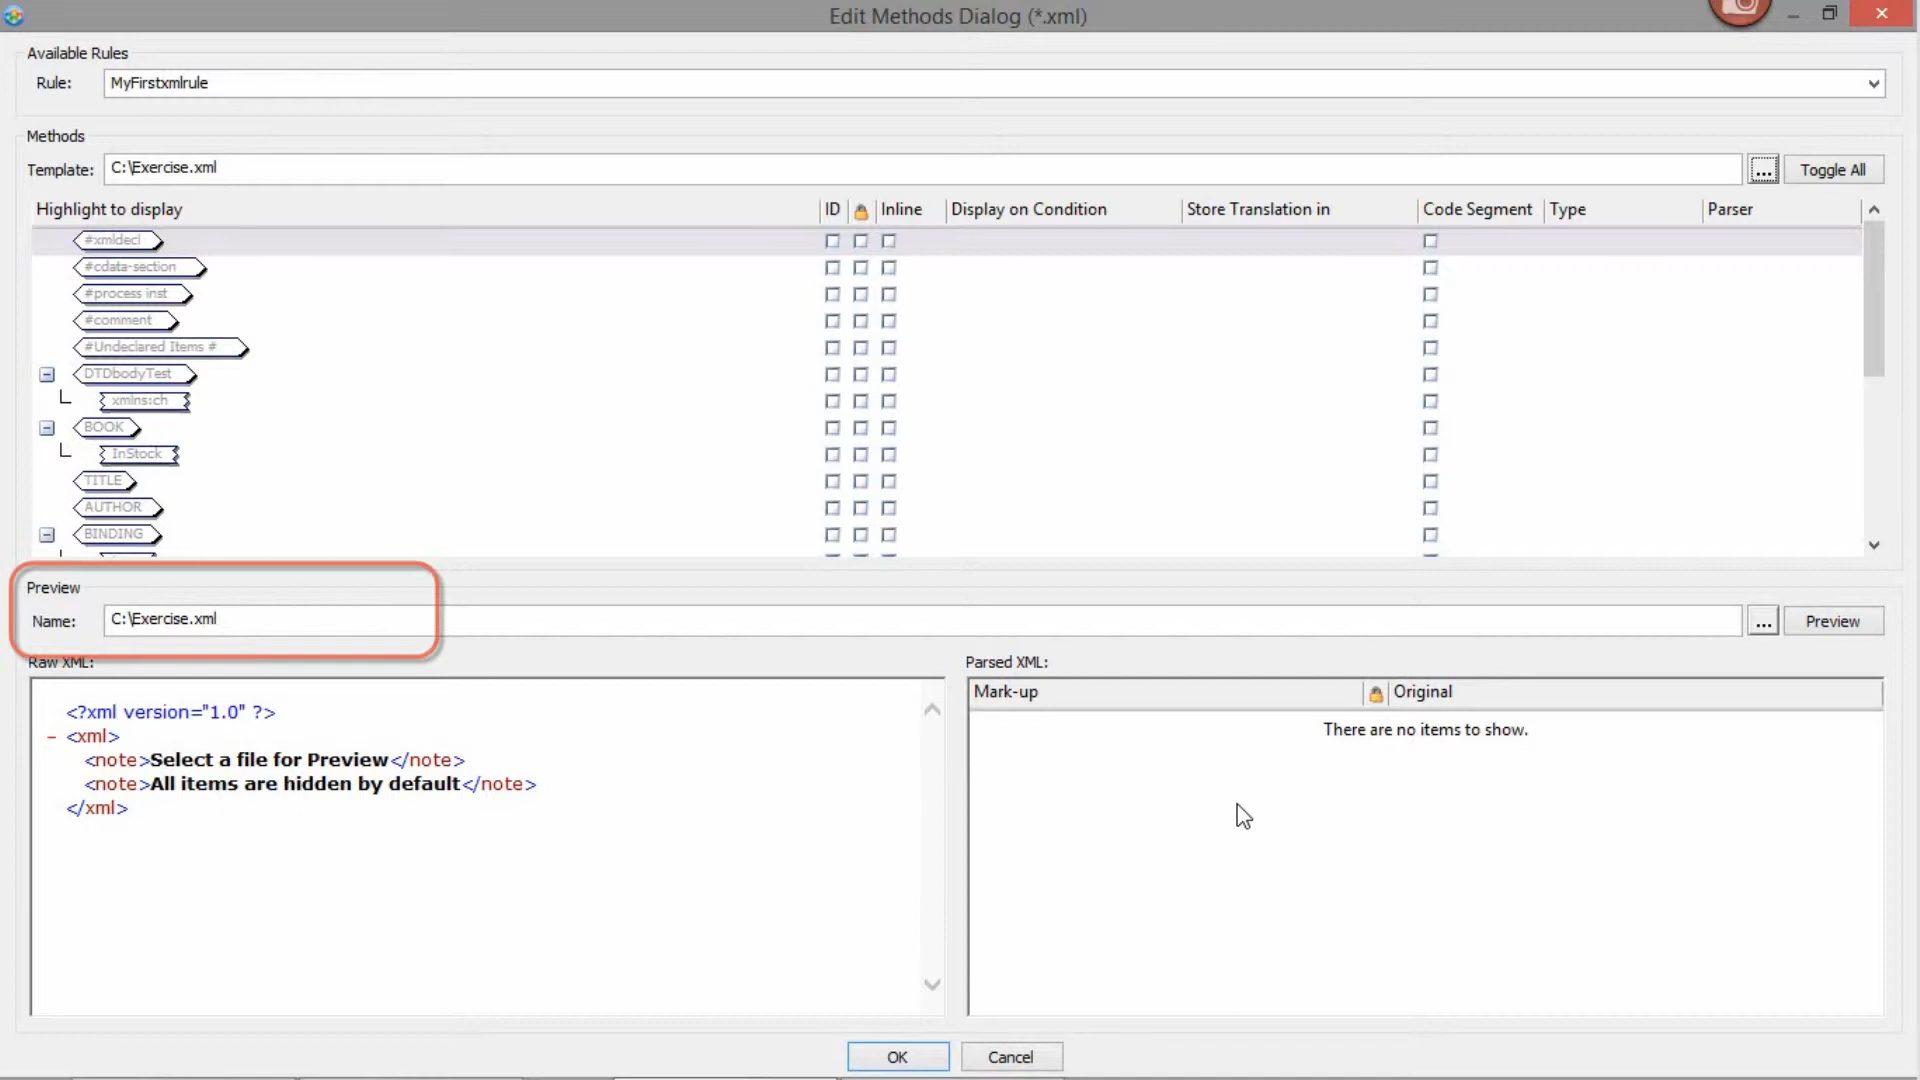 Edit Methods Dialog (*.xml)
Available Rules
Rule: MyFirstxmlrule
Methods
Template: C:\Exercise.xml ... Toggle All
Highlight to display ID Inline Display on Condition Store Translation in Code Segment Type Parser
#xmldecl
#cdata-section
#process inst
#comment
#Undeclared Items #
DTDbodyTest
xmlns:ch
BOOK
InStock
TITLE
AUTHOR
BINDING
Preview
Name: C:\Exercise.xml ... Preview
Raw XML: Parsed XML:
Mark-up Original
There are no items to show.
<?xml version="1.0" ?>
- <xml>
<note>Select a file for Preview</note>
<note>All items are hidden by default</note>
</xml>
OK Cancel